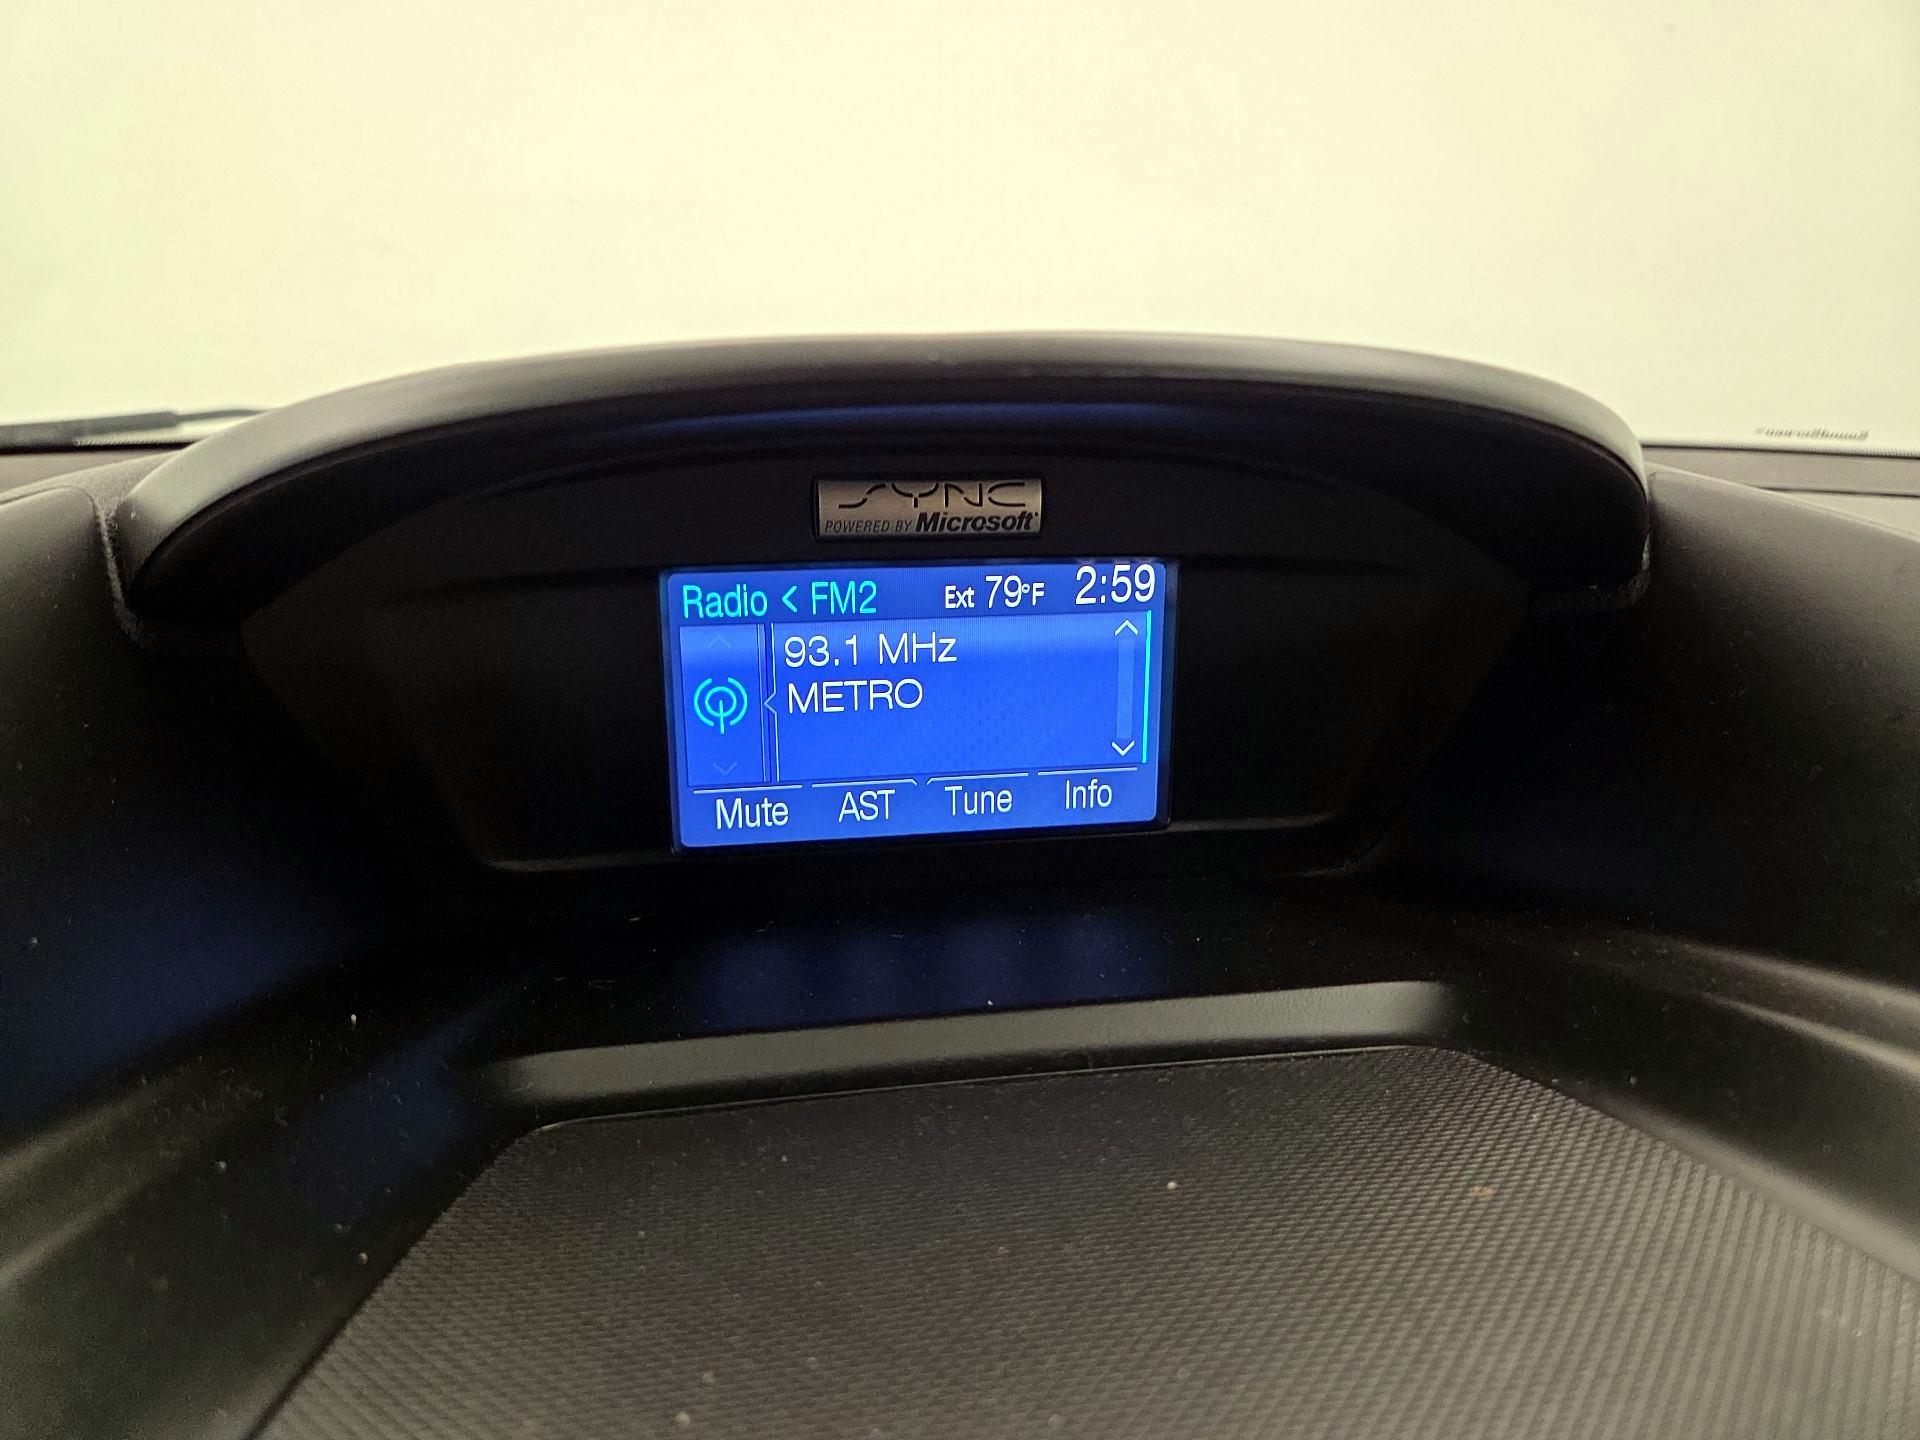 SYNC
POWERED BY Microsoft
Radio < FM2 Ext 79°F 2:59
93.1 MHz
METRO
Mute AST Tune Info